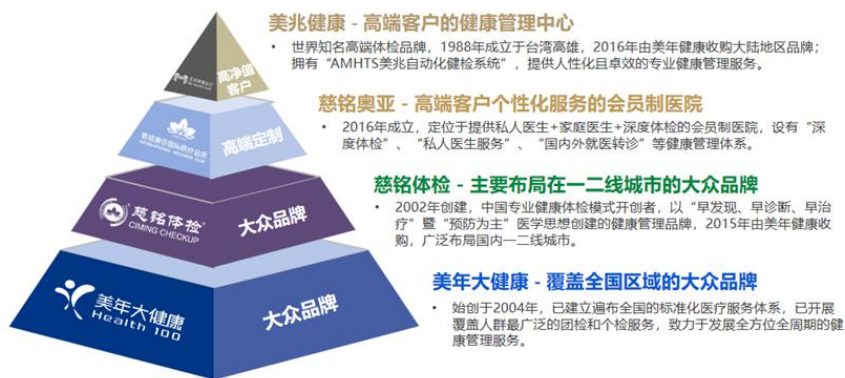 美兆健康 - 高端客户的健康管理中心
• 世界知名高端体检品牌，1988年成立于台湾高雄，2016年由美年健康收购大陆地区品牌；
拥有“AMHTS美兆自动化健检系统”，提供人性化且卓效的专业健康管理服务。
高净值
客户
慈铭奥亚 - 高端客户个性化服务的会员制医院
• 2016年成立，定位于提供私人医生+家庭医生+深度体检的会员制医院，设有“深
度体检”、“私人医生服务”、“国内外就医转诊”等健康管理体系。
高端定制
慈铭体检 - 主要布局在一二线城市的大众品牌
• 2002年创建，中国专业健康体检模式开创者，以“早发现、早诊断、早治
疗”暨“预防为主”医学思想创建的健康管理品牌，2015年由美年健康收
购，广泛布局国内一二线城市。
慈铭体检
CIMING CHECKUP
大众品牌
美年大健康 - 覆盖全国区域的大众品牌
• 始创于2004年，已建立遍布全国的标准化医疗服务体系，已开展
覆盖人群最广泛的团检和个检服务，致力于发展全方位全周期的健
康管理服务。
美年大健康
Health 100
大众品牌